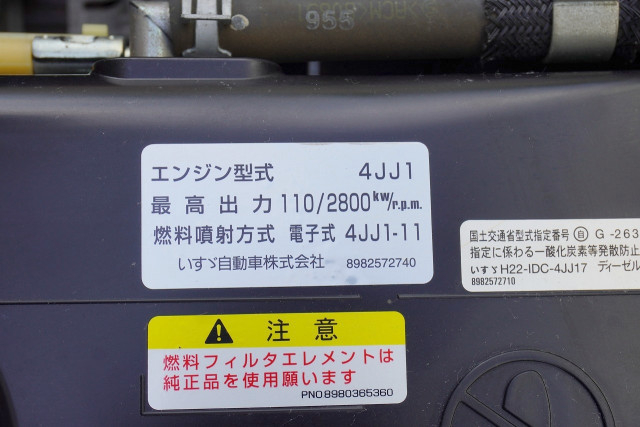 955
エンジン型式 4JJ1
最高出力 110/2800kW/r.p.m.
燃料噴射方式 電子式 4JJ1-11
いすゞ自動車株式会社 8982572740
国土交通省型式指定番号 自 G-263
指定に係わる一酸化炭素等発散防止
いすゞH22-IDC-4JJ17 ディーゼル
8982572710
注意
燃料フィルタエレメントは
純正品を使用願います
PNO8980365360